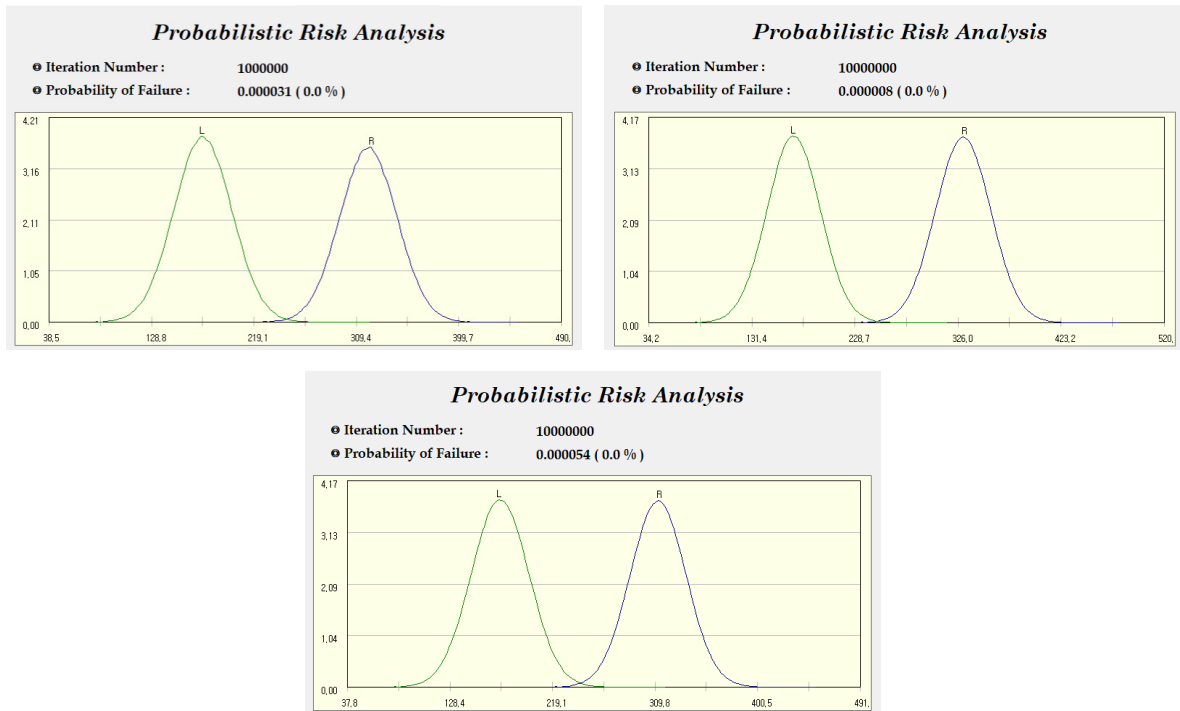 Probabilistic Risk Analysis
Iteration Number : 1000000
Probability of Failure : 0.000031 ( 0.0 % )
4,21
L
R
3,16
2,11
1,05
0,00
38,5 128,8 219,1 309,4 399,7 490,
Probabilistic Risk Analysis
Iteration Number : 10000000
Probability of Failure : 0.000008 ( 0.0 % )
4,17
L
R
3,13
2,09
1,04
0,00
34,2 131,4 228,7 326,0 423,2 520,
Probabilistic Risk Analysis
Iteration Number : 10000000
Probability of Failure : 0.000054 ( 0.0 % )
4,17
L
R
3,13
2,09
1,04
0,00
37,8 128,4 219,1 309,8 400,5 491,